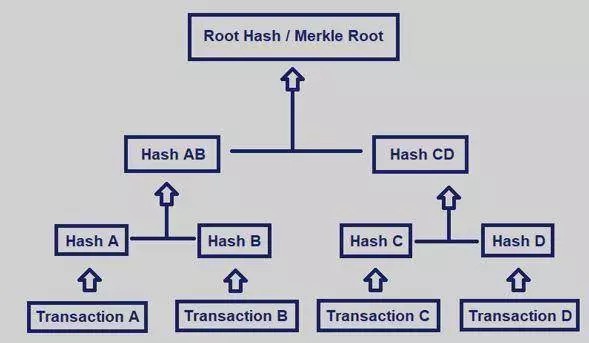 Root Hash / Merkle Root
Hash AB
Hash CD
Hash A
Hash B
Hash C
Hash D
Transaction A
Transaction B
Transaction C
Transaction D